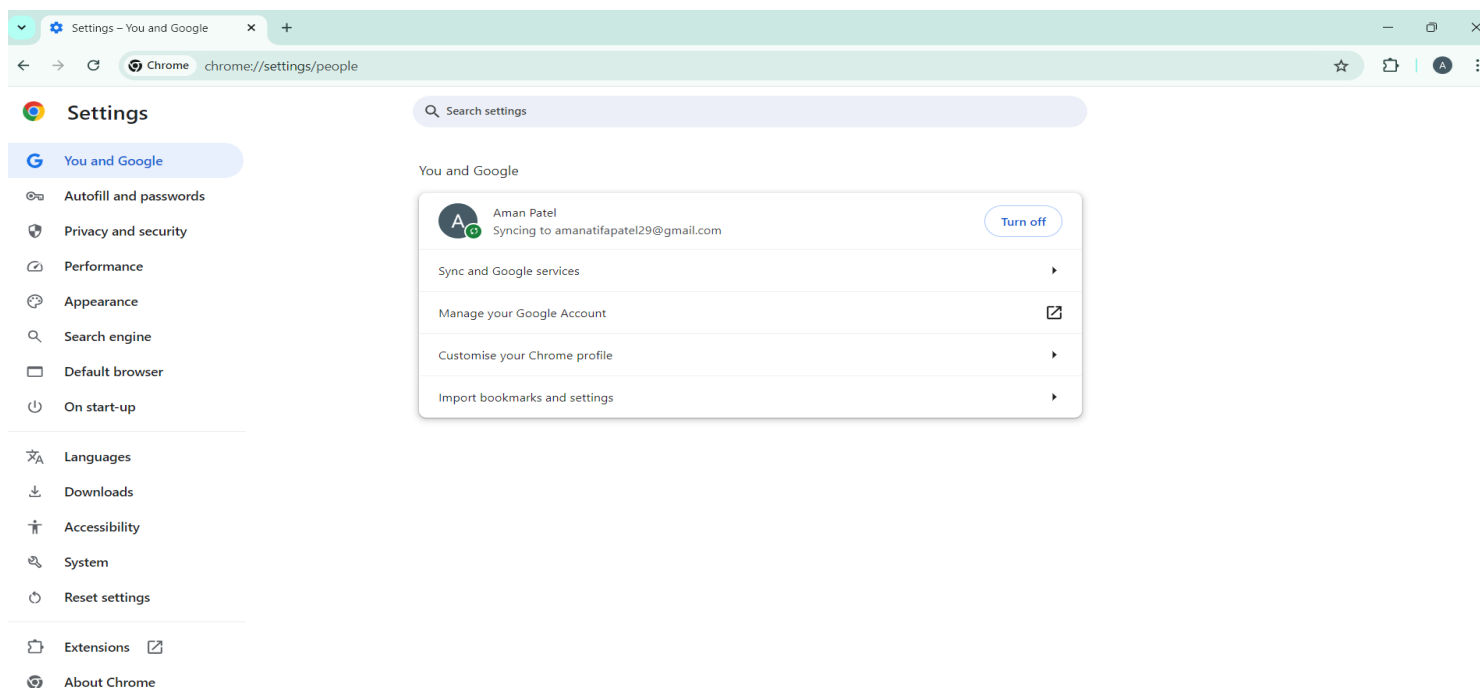 Settings – You and Google
Chrome chrome://settings/people
A
Settings
Search settings
You and Google
Autofill and passwords
Privacy and security
Performance
Appearance
Search engine
Default browser
On start-up
Languages
Downloads
Accessibility
System
Reset settings
Extensions
About Chrome
You and Google
A
Aman Patel
Syncing to amanatifapatel29@gmail.com
Turn off
Sync and Google services
Manage your Google Account
Customise your Chrome profile
Import bookmarks and settings